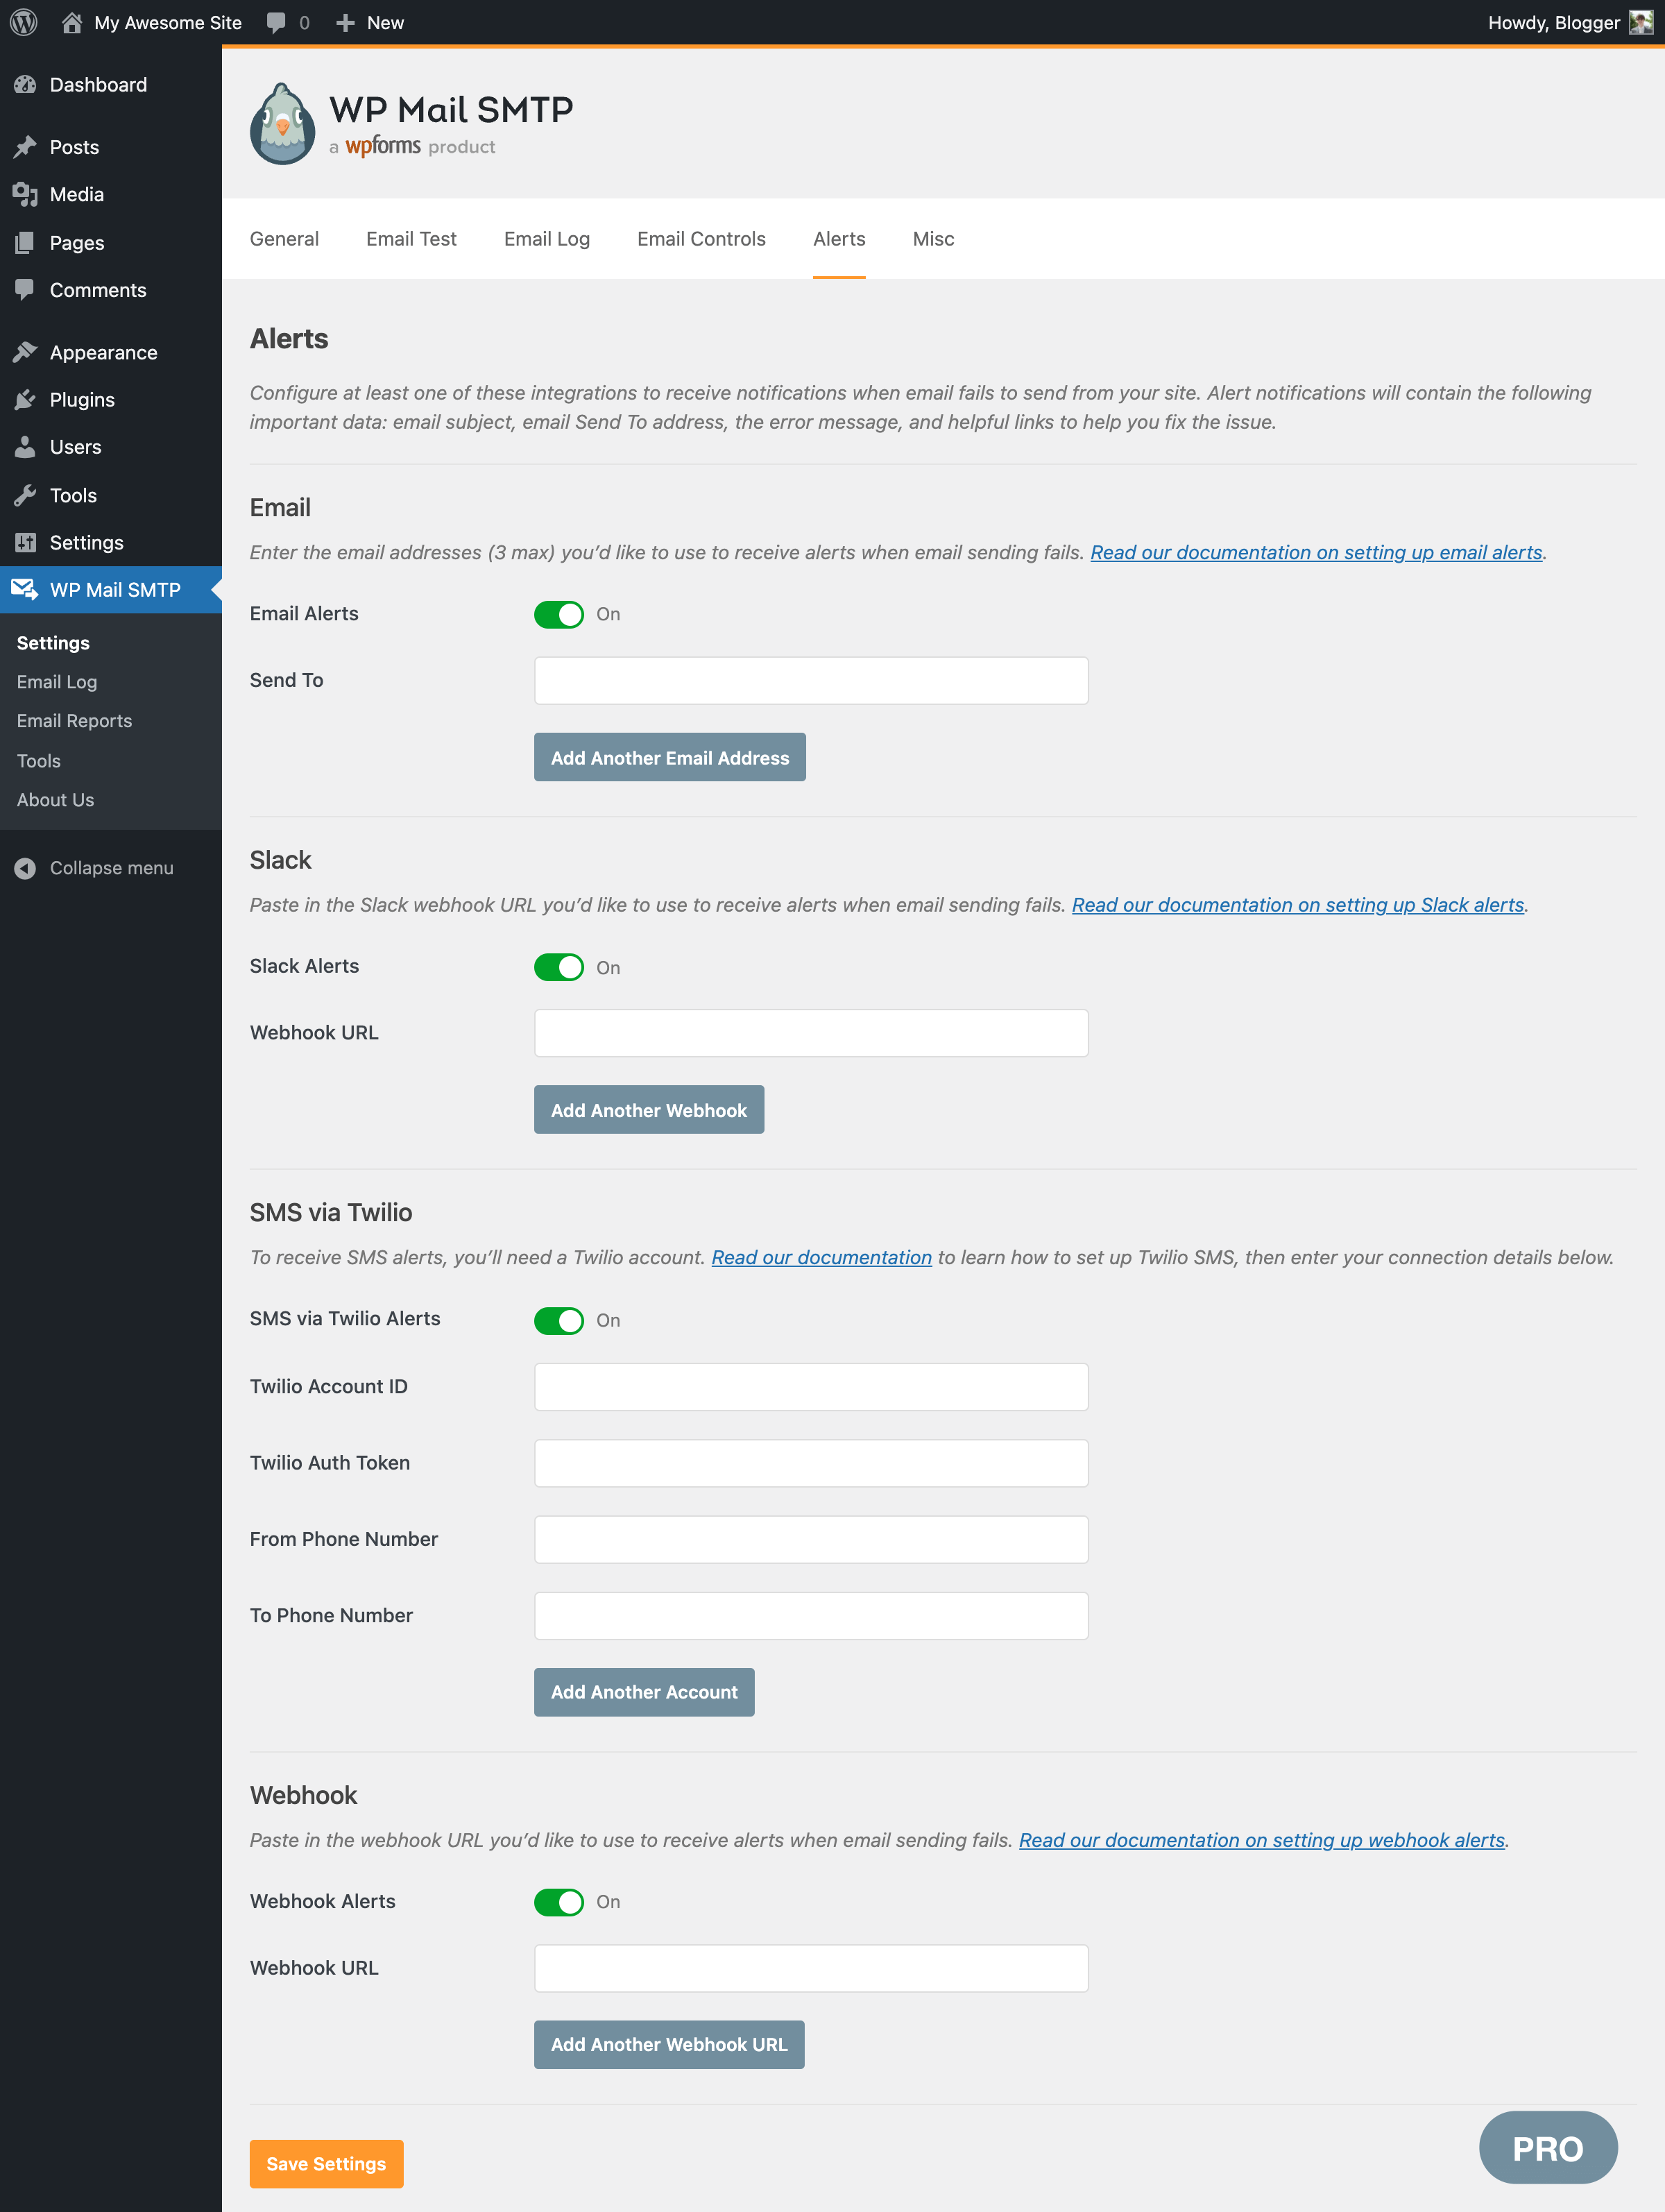 My Awesome Site 0 New Howdy, Blogger
Dashboard
Posts
Media
Pages
Comments
Appearance
Plugins
Users
Tools
Settings
WP Mail SMTP
Settings
Email Log
Email Reports
Tools
About Us
Collapse menu
WP Mail SMTP
a wpforms product
General Email Test Email Log Email Controls Alerts Misc
Alerts
Configure at least one of these integrations to receive notifications when email fails to send from your site. Alert notifications will contain the following
important data: email subject, email Send To address, the error message, and helpful links to help you fix the issue.
Email
Enter the email addresses (3 max) you’d like to use to receive alerts when email sending fails. Read our documentation on setting up email alerts.
Email Alerts On
Send To
Add Another Email Address
Slack
Paste in the Slack webhook URL you’d like to use to receive alerts when email sending fails. Read our documentation on setting up Slack alerts.
Slack Alerts On
Webhook URL
Add Another Webhook
SMS via Twilio
To receive SMS alerts, you’ll need a Twilio account. Read our documentation to learn how to set up Twilio SMS, then enter your connection details below.
SMS via Twilio Alerts On
Twilio Account ID
Twilio Auth Token
From Phone Number
To Phone Number
Add Another Account
Webhook
Paste in the webhook URL you’d like to use to receive alerts when email sending fails. Read our documentation on setting up webhook alerts.
Webhook Alerts On
Webhook URL
Add Another Webhook URL
Save Settings
PRO